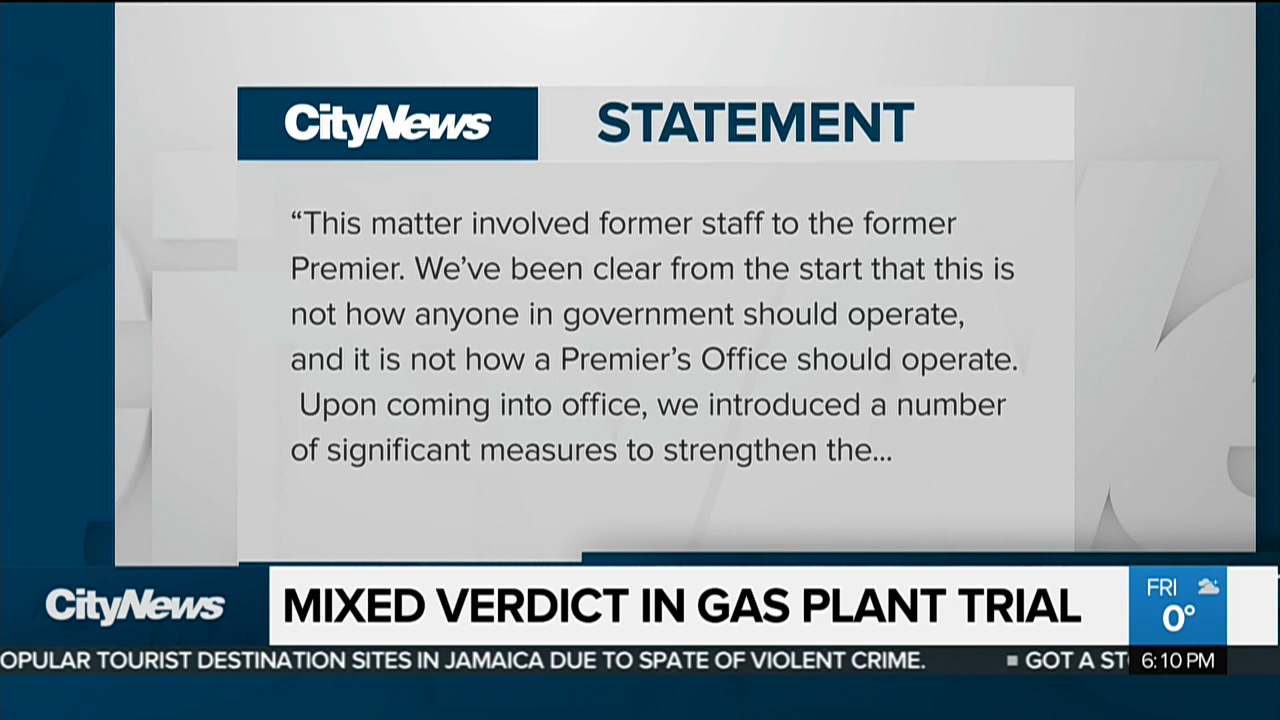 CityNews
STATEMENT
“This matter involved former staff to the former
Premier. We’ve been clear from the start that this is
not how anyone in government should operate,
and it is not how a Premier’s Office should operate.
Upon coming into office, we introduced a number
of significant measures to strengthen the...
CityNews
MIXED VERDICT IN GAS PLANT TRIAL
FRI
0°
OPULAR TOURIST DESTINATION SITES IN JAMAICA DUE TO SPATE OF VIOLENT CRIME. ■ GOT A ST
6:10 PM